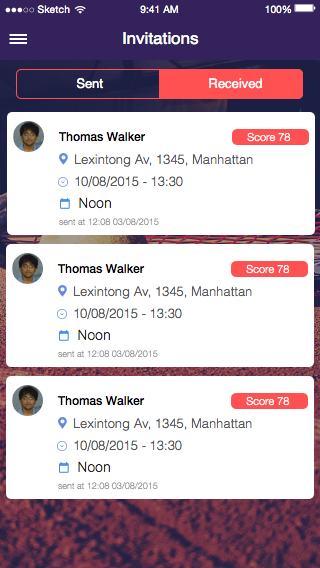 ●●●○○ Sketch 9:41 AM 100%
Invitations
Sent Received
Thomas Walker Score 78
Lexintong Av, 1345, Manhattan
10/08/2015 - 13:30
Noon
sent at 12:08 03/08/2015
Thomas Walker Score 78
Lexintong Av, 1345, Manhattan
10/08/2015 - 13:30
Noon
sent at 12:08 03/08/2015
Thomas Walker Score 78
Lexintong Av, 1345, Manhattan
10/08/2015 - 13:30
Noon
sent at 12:08 03/08/2015